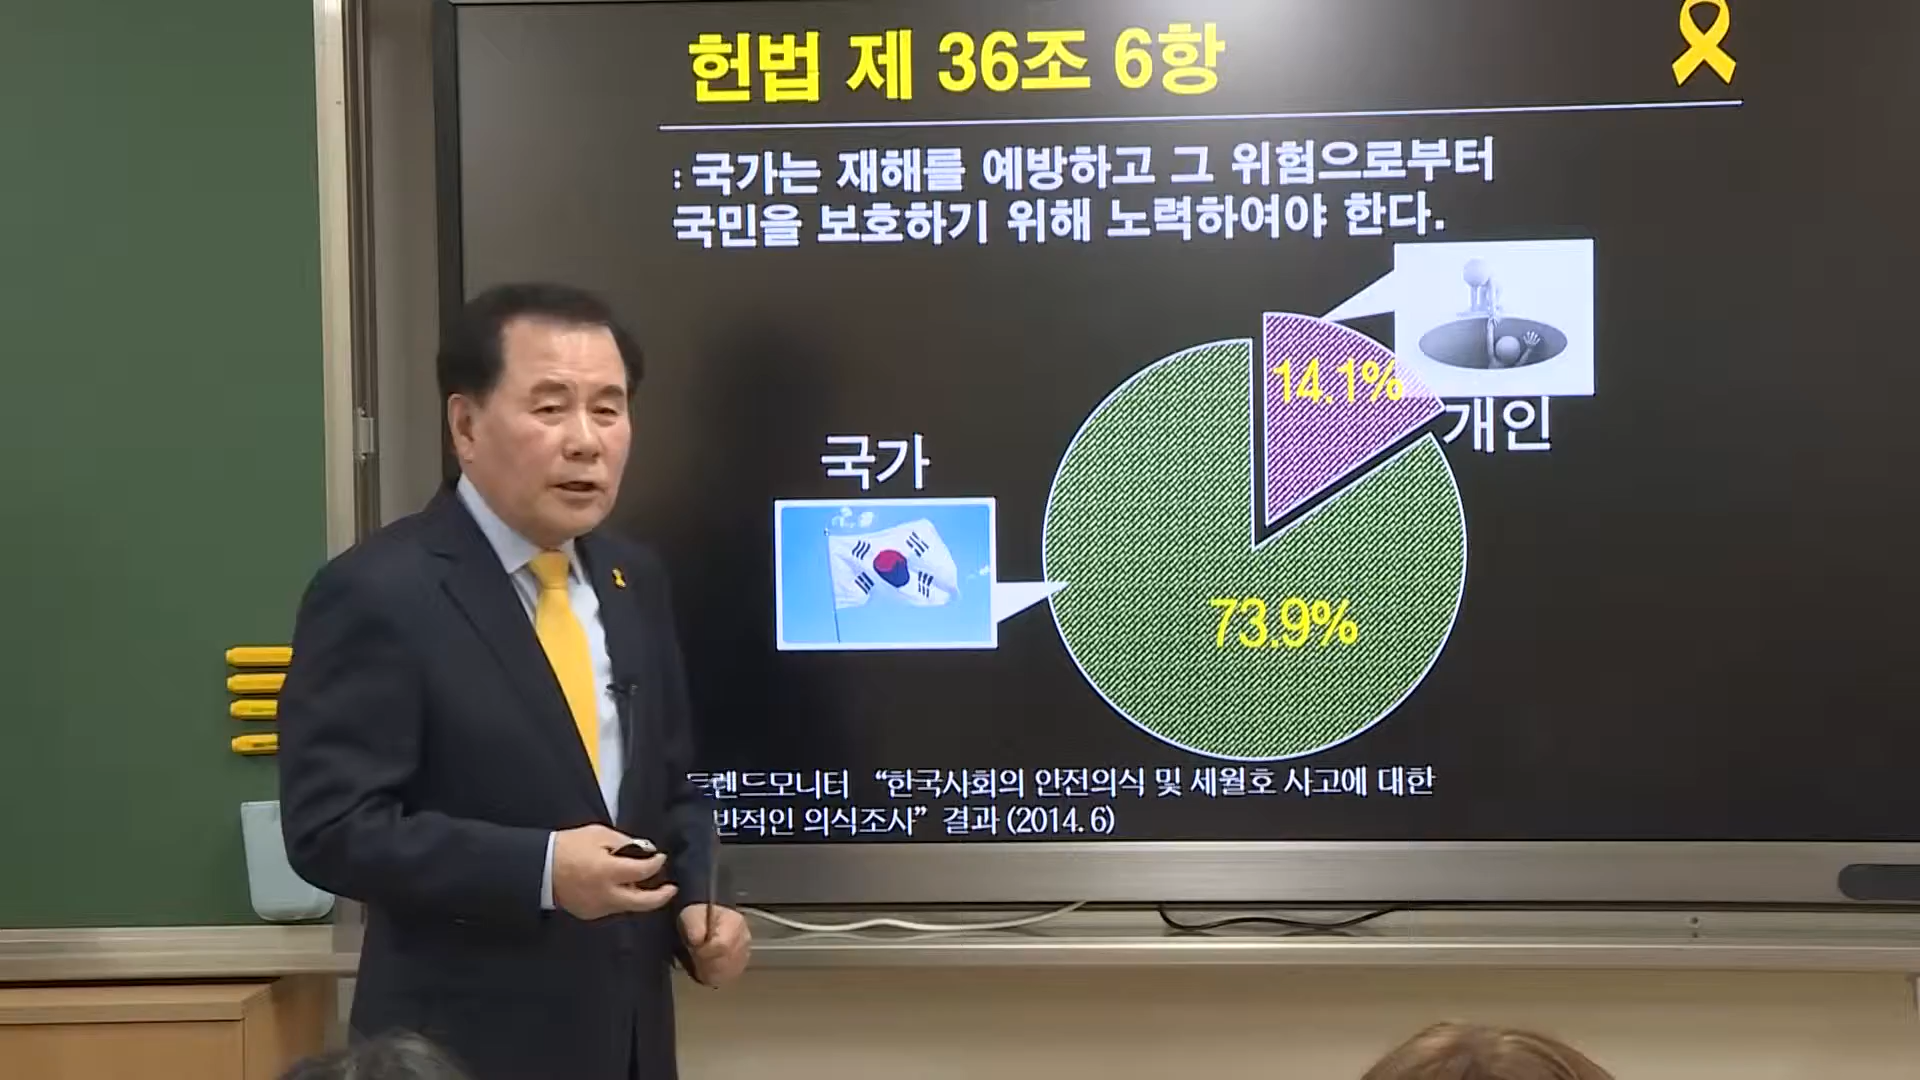 헌법 제 36조 6항
: 국가는 재해를 예방하고 그 위험으로부터
국민을 보호하기 위해 노력하여야 한다.
14.1%
개인
국가
73.9%
트렌드모니터 “한국사회의 안전의식 및 세월호 사고에 대한
반적인 의식조사” 결과 (2014. 6)